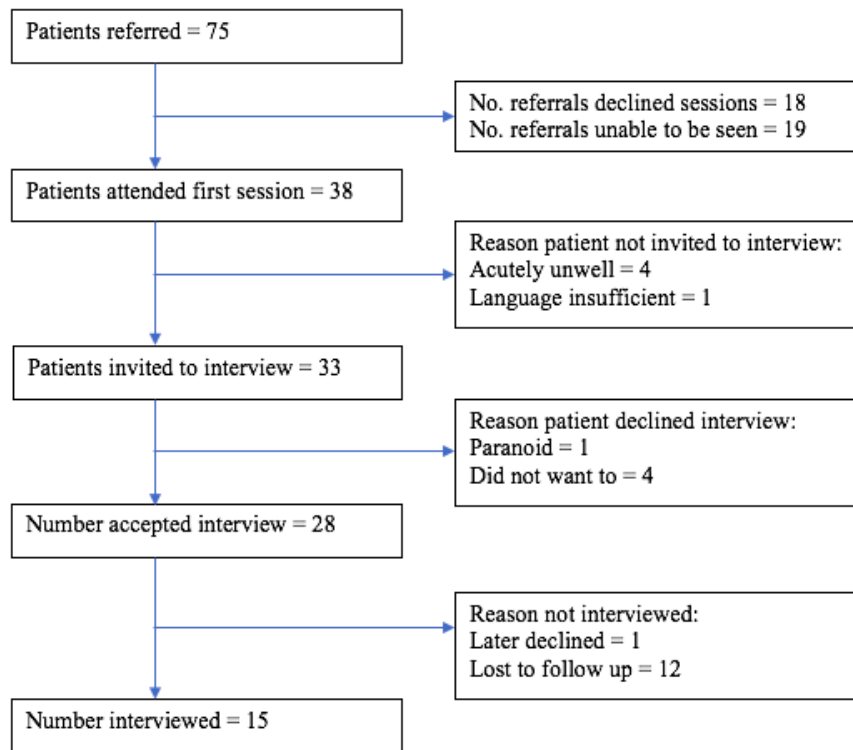 Patients referred = 75
No. referrals declined sessions = 18
No. referrals unable to be seen = 19
Patients attended first session = 38
Reason patient not invited to interview:
Acutely unwell = 4
Language insufficient = 1
Patients invited to interview = 33
Reason patient declined interview:
Paranoid = 1
Did not want to = 4
Number accepted interview = 28
Reason not interviewed:
Later declined = 1
Lost to follow up = 12
Number interviewed = 15